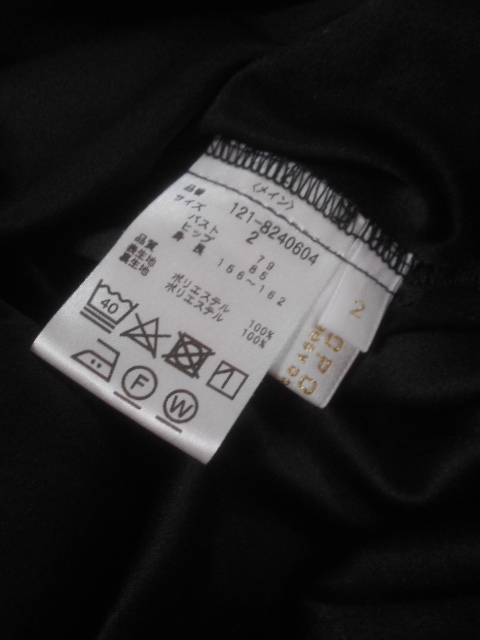 〈メイン〉
品番 121-8240604
サイズ 2
バスト 79
ヒップ 85
身長 156~162
品質
表生地 ポリエステル 100%
裏生地 ポリエステル 100%
40
F
W
2